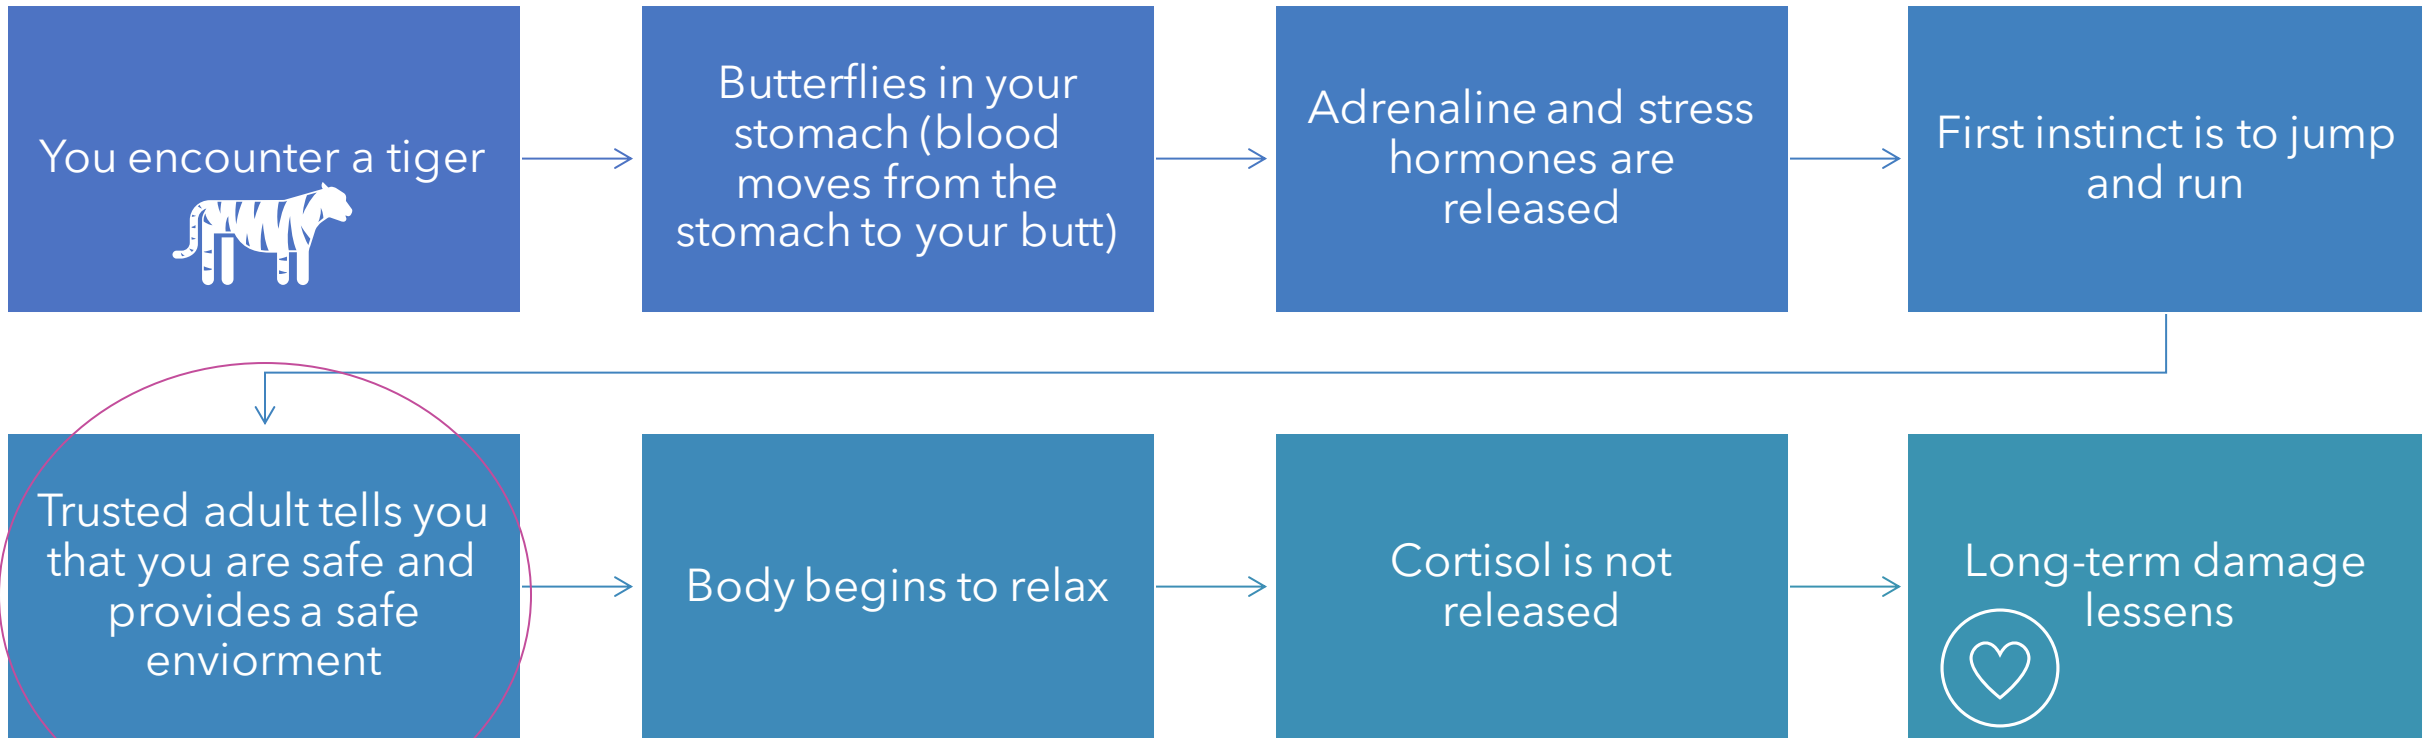 You encounter a tiger
Butterflies in your
stomach (blood
moves from the
stomach to your butt)
Adrenaline and stress
hormones are
released
First instinct is to jump
and run
Trusted adult tells you
that you are safe and
provides a safe
enviorment
Body begins to relax
Cortisol is not
released
Long-term damage
lessens